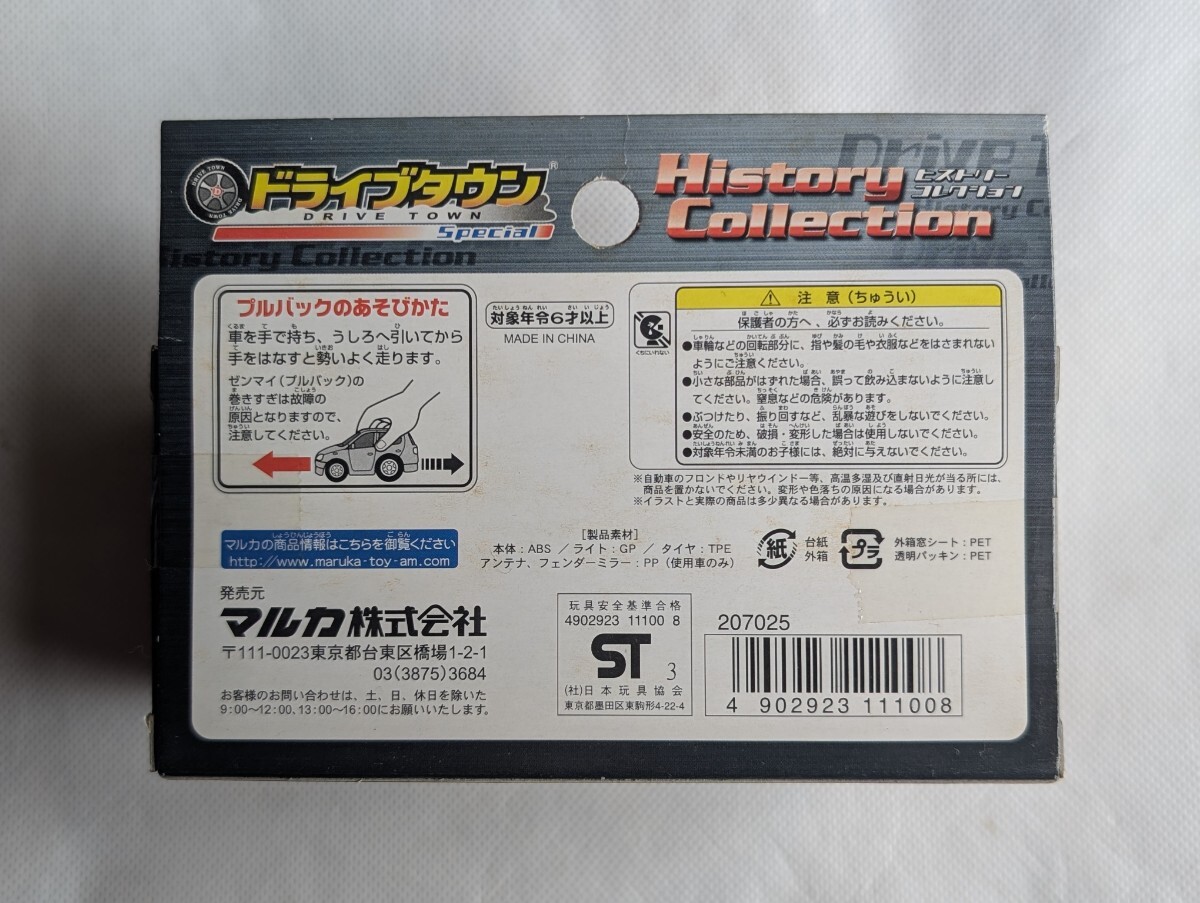 DRIVE TOWN
ドライブタウン®
DRIVE TOWN
Special
History
Collection
ヒストリー
コレクション
istory Collection
プルバックのあそびかた
車を手で持ち、うしろへ引いてから
手をはなすと勢いよく走ります。
ゼンマイ(プルバック)の
巻きすぎは故障の
原因となりますので、
注意してください。
対象年令6才以上
MADE IN CHINA
くちにいれない
注 意(ちゅうい)
保護者の方へ、必ずお読みください。
●車輪などの回転部分に、指や髪の毛や衣服などをはさまれない
ようにご注意ください。
●小さな部品がはずれた場合、誤って飲み込まないように注意し
てください。窒息などの危険があります。
●ぶつけたり、振り回すなど、乱暴な遊びをしないでください。
●安全のため、破損・変形した場合は使用しないでください。
●対象年令未満のお子様には、絶対に与えないでください。
※自動車のフロンドやリヤウインドー等、高温多湿及び直射日光が当る所には、
商品を置かないでください。変形や色落ちの原因になる場合があります。
※イラストと実際の商品は多少異なる場合があります。
マルカの商品情報はこちらを御覧ください
http://www.maruka-toy-am.com
[製品素材]
本体:ABS /ライト:GP / タイヤ:TPE
アンテナ、フェンダーミラー:PP(使用車のみ)
紙
台紙
外箱
プラ
外箱窓シート:PET
透明パッキン:PET
発売元
マルカ株式会社
〒111-0023東京都台東区橋場1-2-1
03(3875)3684
お客様のお問い合わせは、土、日、休日を除いた
9:00〜12:00、13:00〜16:00にお願いいたします。
玩具安全基準合格
4902923 11100 8
ST 3
(社)日本玩具協会
東京都墨田区東駒形4-22-4
207025
4 902923 111008